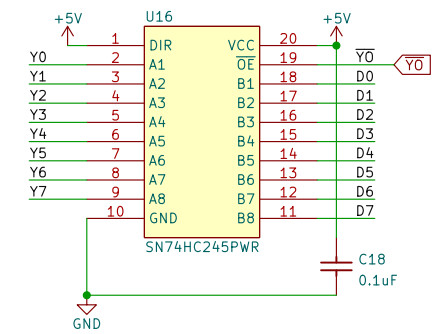 +5V U16 +5V
1 DIR VCC 20
Y0 2 A1 O̅E̅ 19 Y̅O̅ Y̅O̅
Y1 3 A2 B1 18 D0
Y2 4 A3 B2 17 D1
Y3 5 A4 B3 16 D2
Y4 6 A5 B4 15 D3
Y5 7 A6 B5 14 D4
Y6 8 A7 B6 13 D5
Y7 9 A8 B7 12 D6
10 GND B8 11 D7
SN74HC245PWR
C18
0.1uF
GND